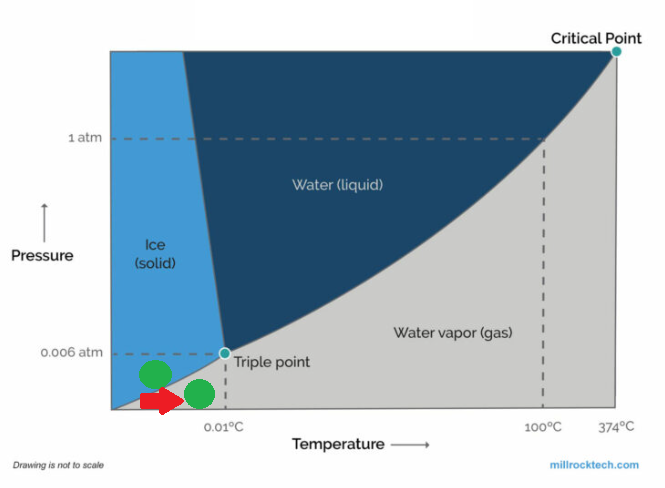 Critical Point
1 atm
Water (liquid)
Ice
(solid)
Pressure
Water vapor (gas)
0.006 atm
Triple point
0.01°C
100°C
374°C
Temperature
Drawing is not to scale
millrocktech.com